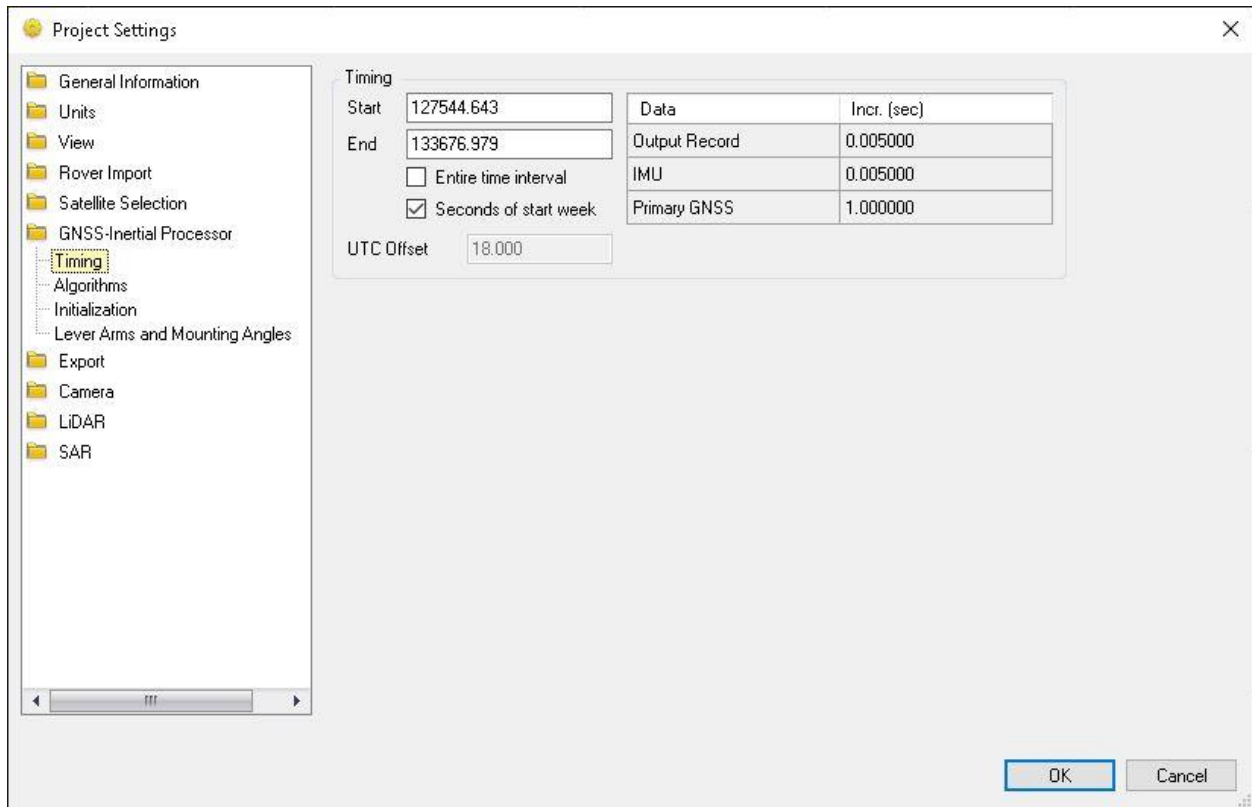 Project Settings
General Information
Units
View
Rover Import
Satellite Selection
GNSS-Inertial Processor
Timing
Algorithms
Initialization
Lever Arms and Mounting Angles
Export
Camera
LiDAR
SAR
Timing
Start 127544.643
End 133676.979
Entire time interval
Seconds of start week
UTC Offset 18.000
Data Incr. (sec)
Output Record 0.005000
IMU 0.005000
Primary GNSS 1.000000
OK Cancel